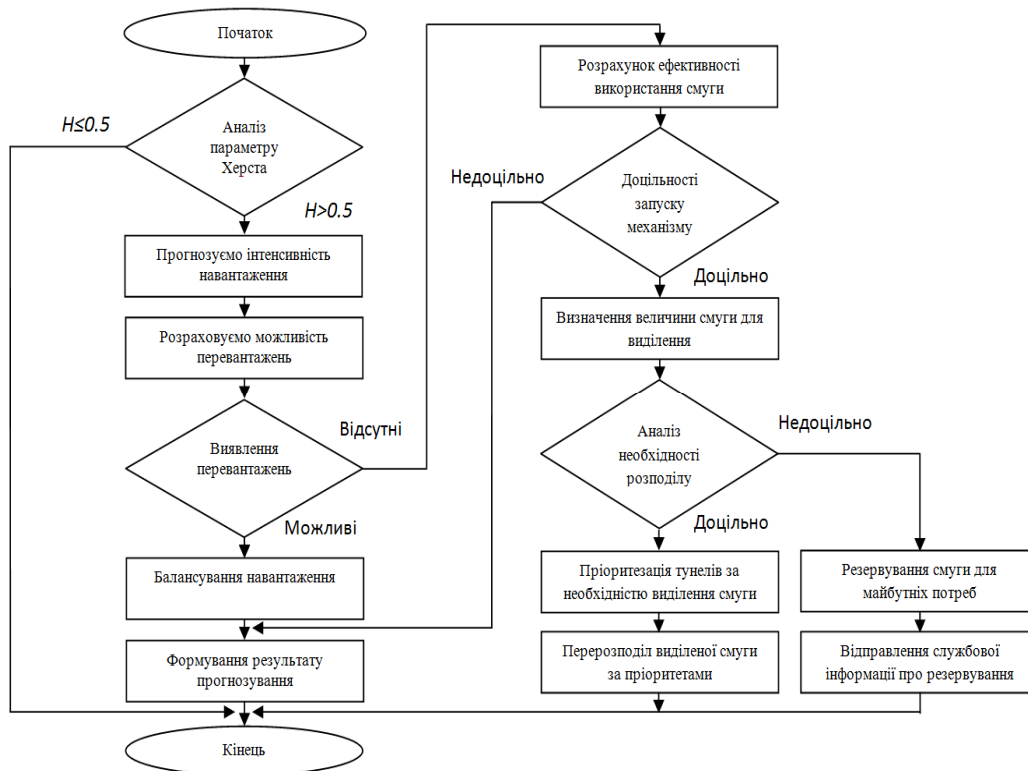 Початок
H≤0.5
Аналіз
параметру
Херста
H>0.5
Прогнозуємо інтенсивність
навантаження
Розраховуємо можливість
перевантажень
Виявлення
перевантажень
Відсутні
Можливі
Балансування навантаження
Формування результату
прогнозування
Кінець
Розрахунок ефективності
використання смуги
Доцільності
запуску
механізму
Недоцільно
Доцільно
Визначення величини смуги для
виділення
Аналіз
необхідності
розподілу
Недоцільно
Доцільно
Пріоритезація тунелів за
необхідністю виділення смуги
Перерозподіл виділеної смуги
за пріоритетами
Резервування смуги для
майбутніх потреб
Відправлення службової
інформації про резервування